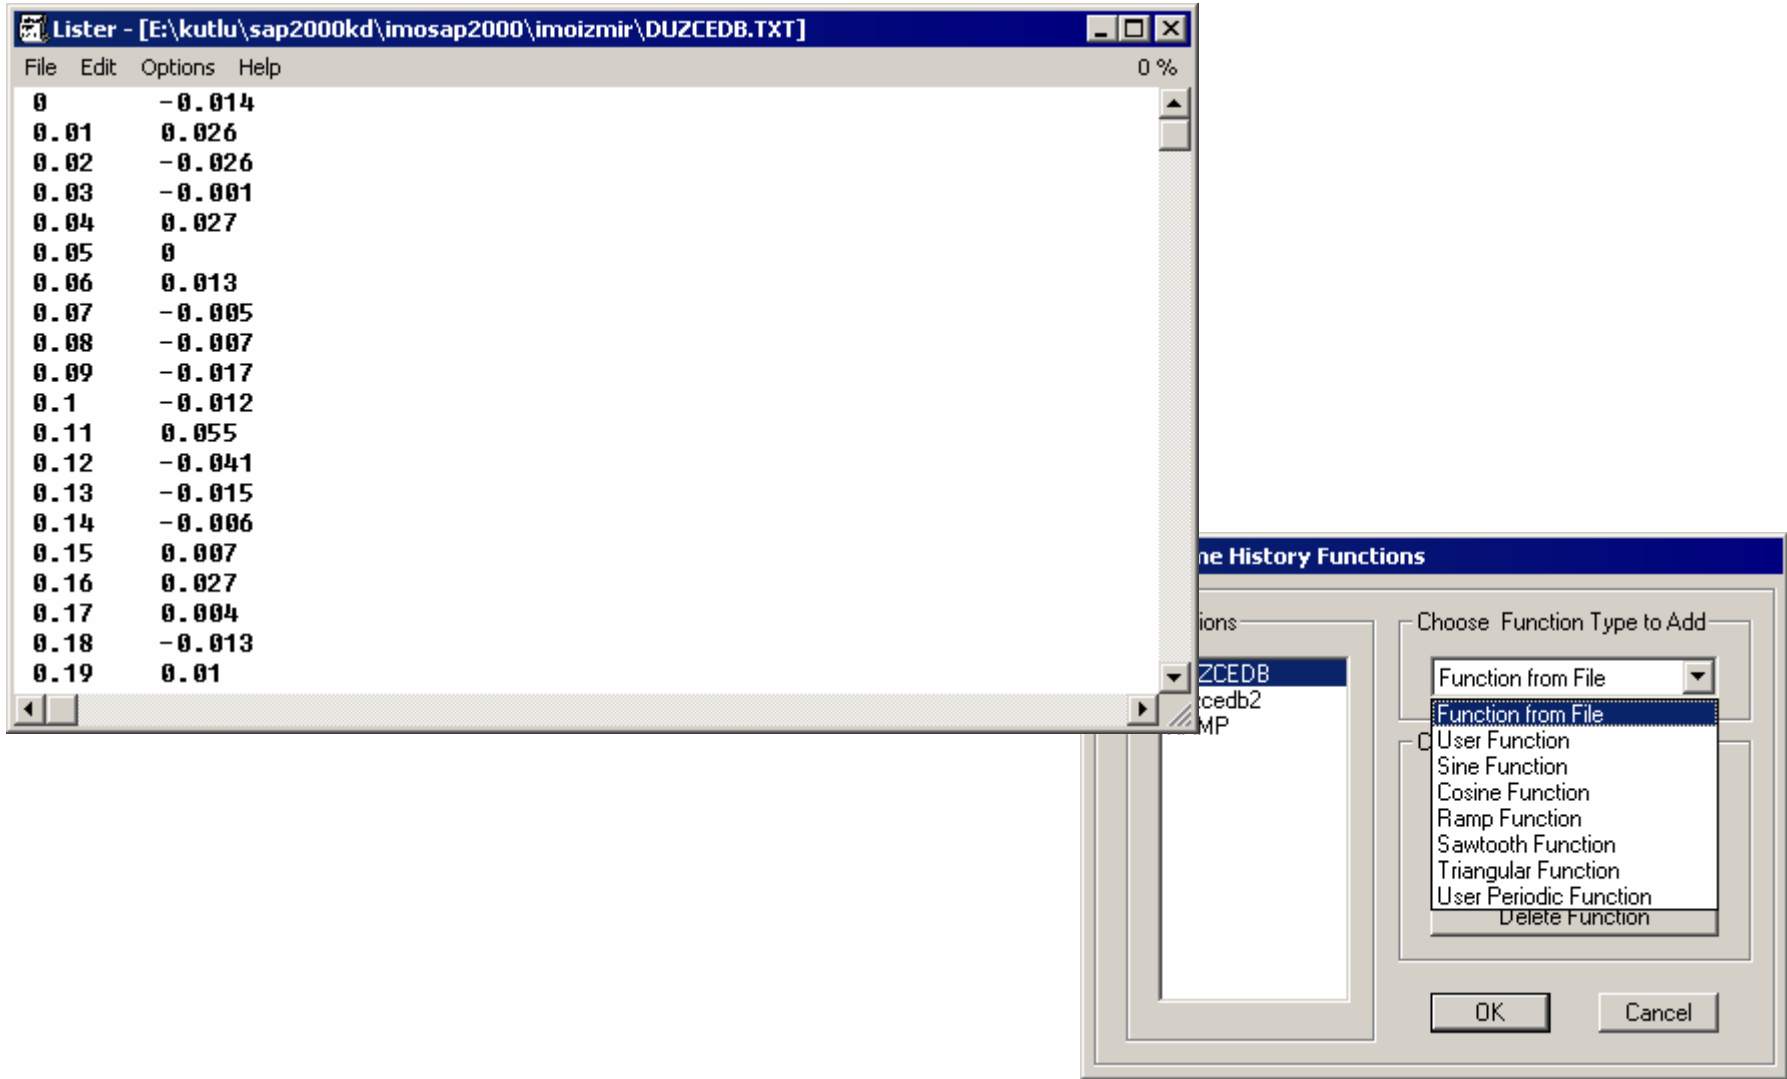 Lister - [E:\kutlu\sap2000kd\imosap2000\imoizmir\DUZCEDB.TXT]
File Edit Options Help 0 %
0 -0.014
0.01 0.026
0.02 -0.026
0.03 -0.001
0.04 0.027
0.05 0
0.06 0.013
0.07 -0.005
0.08 -0.007
0.09 -0.017
0.1 -0.012
0.11 0.055
0.12 -0.041
0.13 -0.015
0.14 -0.006
0.15 0.007
0.16 0.027
0.17 0.004
0.18 -0.013
0.19 0.01
ne History Functions
ions
ZCEDB
cedb2
MP
Choose Function Type to Add
Function from File
Function from File
User Function
Sine Function
Cosine Function
Ramp Function
Sawtooth Function
Triangular Function
User Periodic Function
Delete Function
OK
Cancel